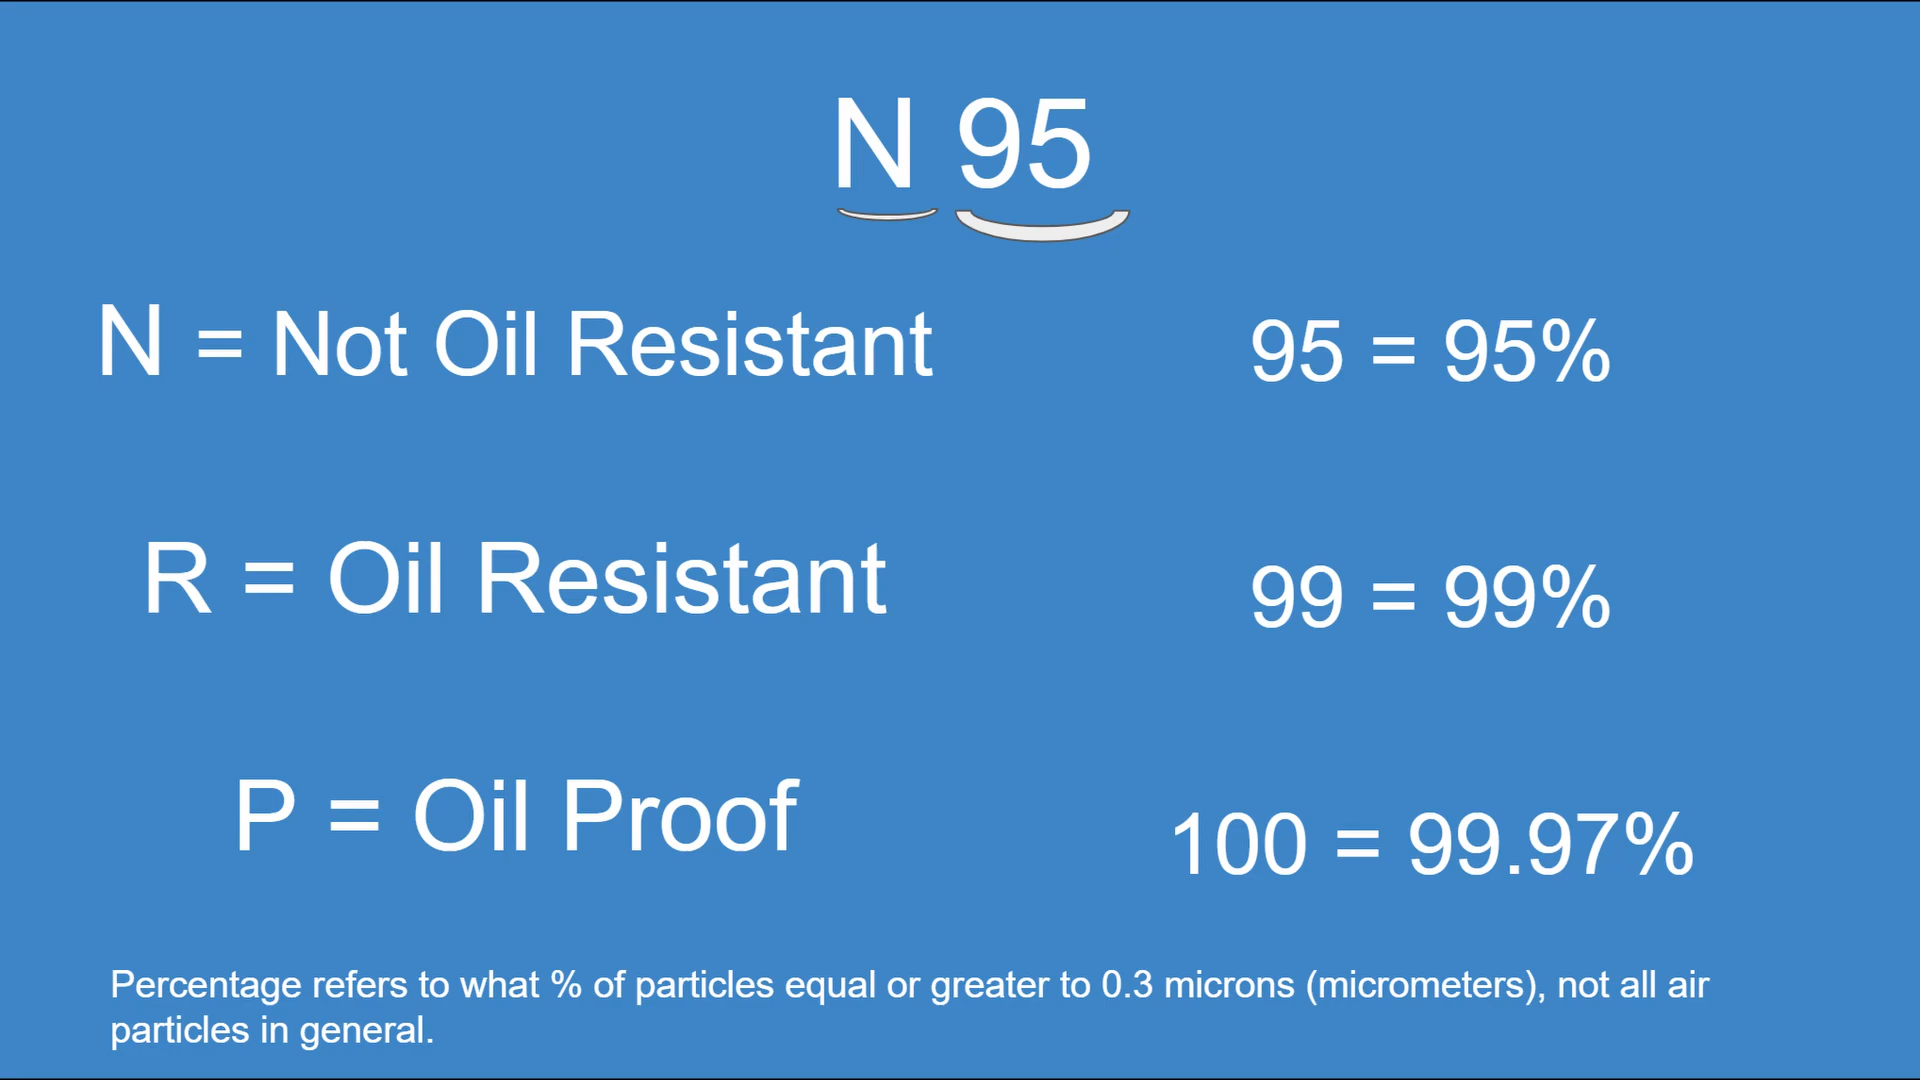 N 95
N = Not Oil Resistant
95 = 95%
R = Oil Resistant
99 = 99%
P = Oil Proof
100 = 99.97%
Percentage refers to what % of particles equal or greater to 0.3 microns (micrometers), not all air
particles in general.